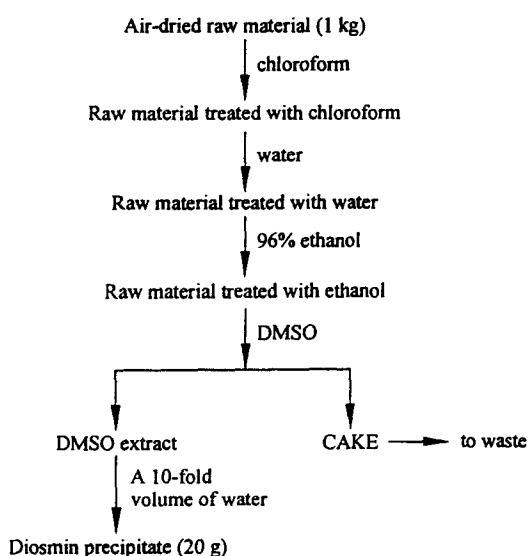 Air-dried raw material (1 kg)
chloroform
Raw material treated with chloroform
water
Raw material treated with water
96% ethanol
Raw material treated with ethanol
DMSO
DMSO extract
CAKE
to waste
A 10-fold
volume of water
Diosmin precipitate (20 g)